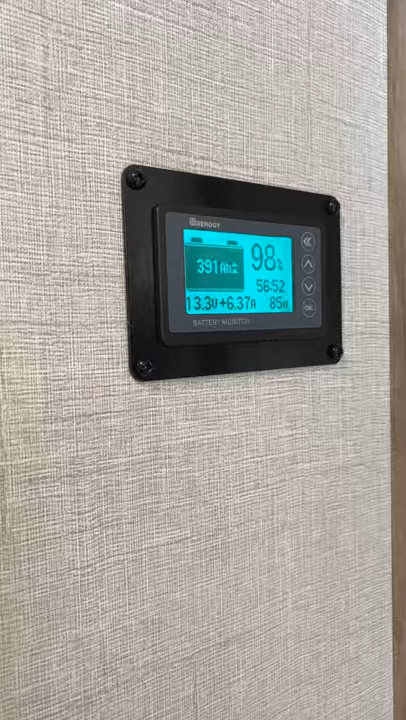 RENOGY
391Ah
98%
56:52
13.3V+6.37A 85W
BATTERY MONITOR
OK